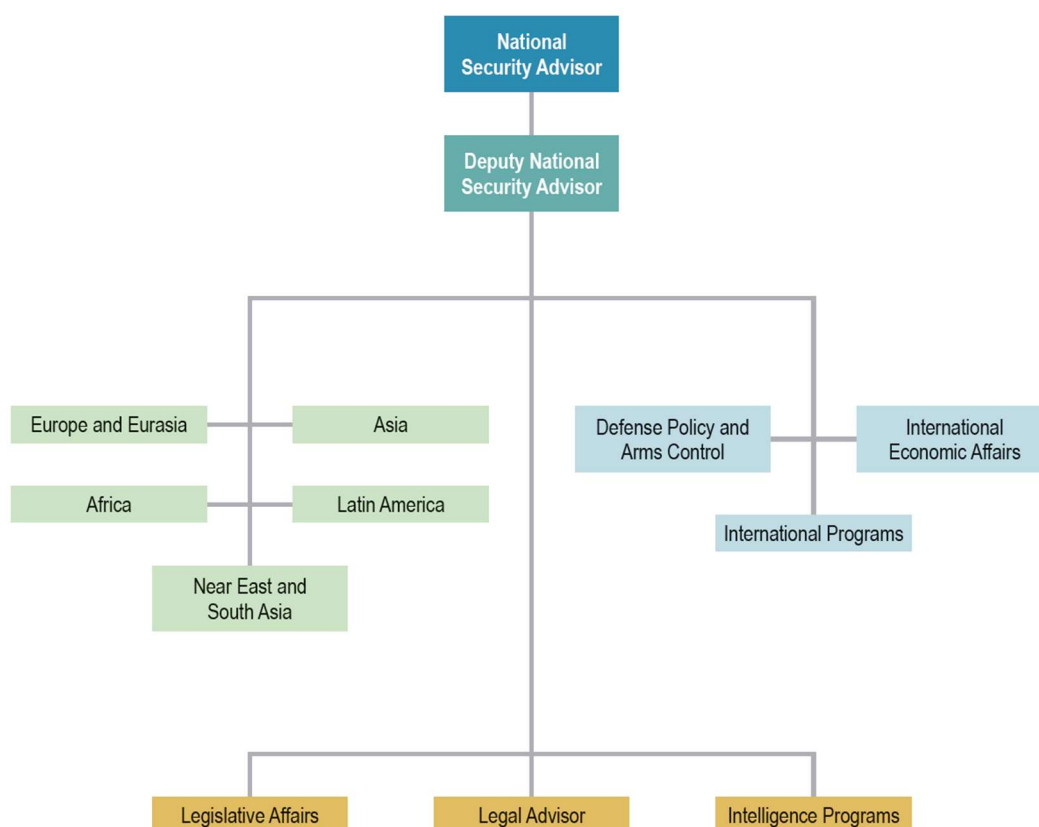 National
Security Advisor
Deputy National
Security Advisor
Europe and Eurasia
Asia
Africa
Latin America
Near East and
South Asia
Defense Policy and
Arms Control
International
Economic Affairs
International Programs
Legislative Affairs
Legal Advisor
Intelligence Programs